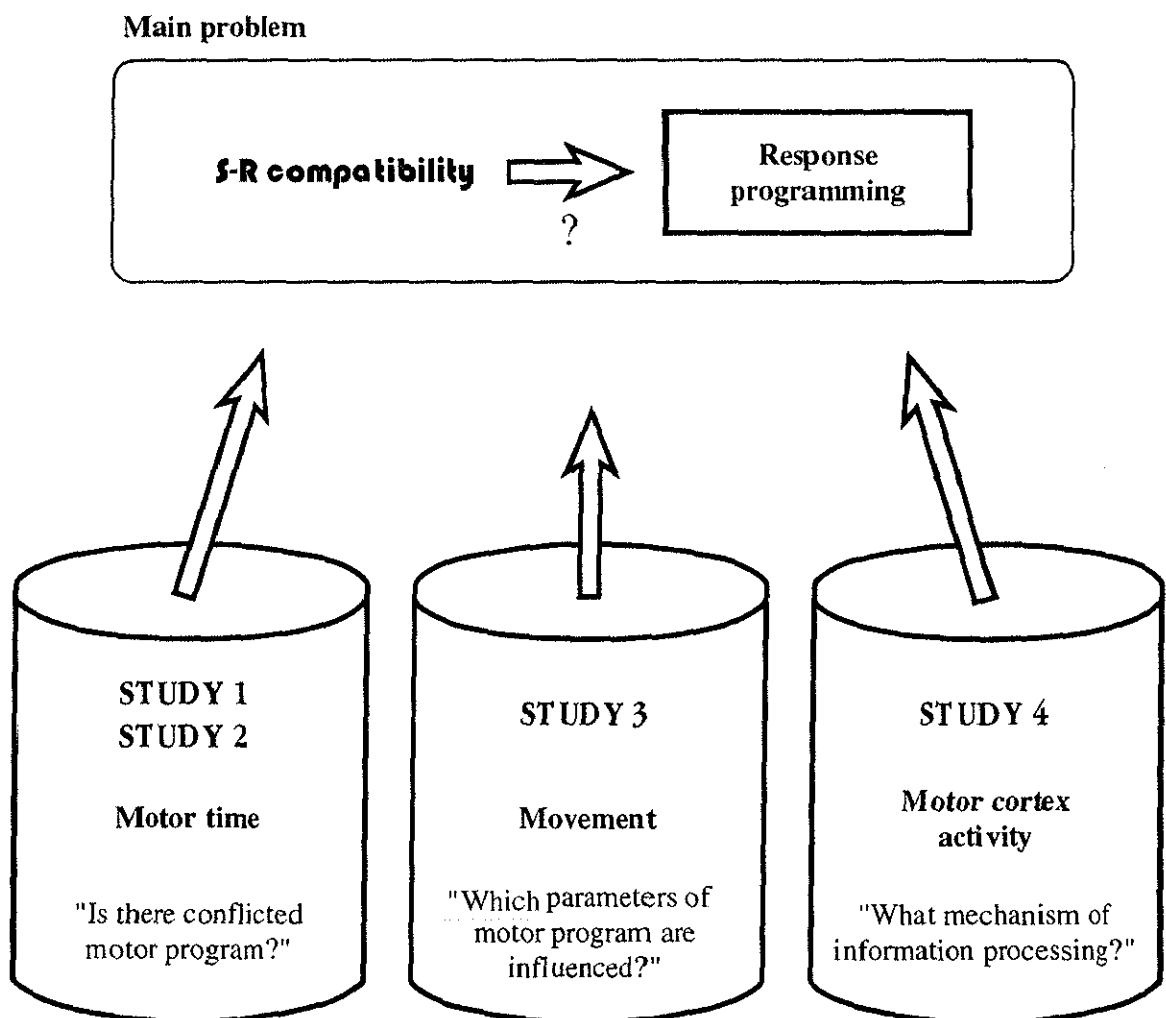 Main problem
S-R compatibility
?
Response
programming
STUDY 1
STUDY 2
Motor time
"Is there conflicted
motor program?"
STUDY 3
Movement
"Which parameters of
motor program are
influenced?"
STUDY 4
Motor cortex
activity
"What mechanism of
information processing?"